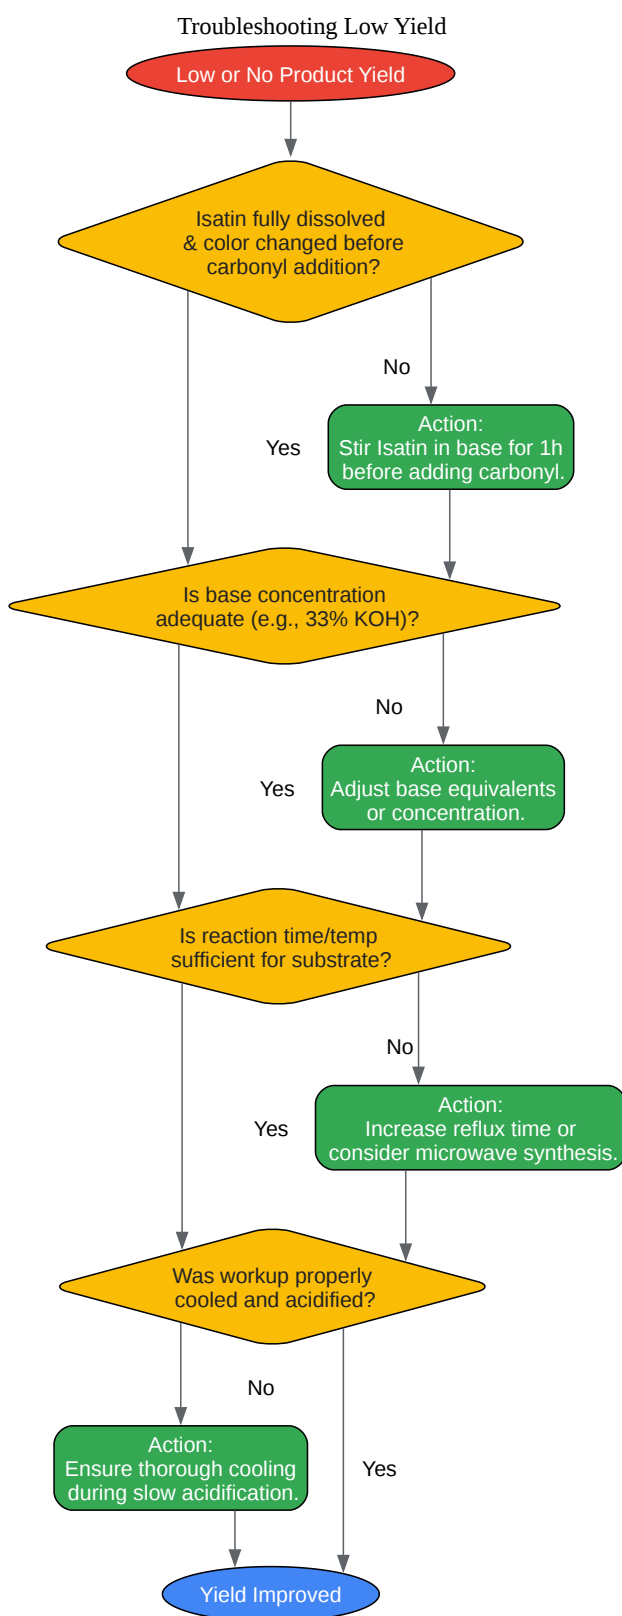 Troubleshooting Low Yield
Low or No Product Yield
Isatin fully dissolved
& color changed before
carbonyl addition?
No
Action:
Stir Isatin in base for 1h
before adding carbonyl.
Yes
Is base concentration
adequate (e.g., 33% KOH)?
No
Action:
Adjust base equivalents
or concentration.
Yes
Is reaction time/temp
sufficient for substrate?
No
Action:
Increase reflux time or
consider microwave synthesis.
Yes
Was workup properly
cooled and acidified?
No
Action:
Ensure thorough cooling
during slow acidification.
Yes
Yield Improved